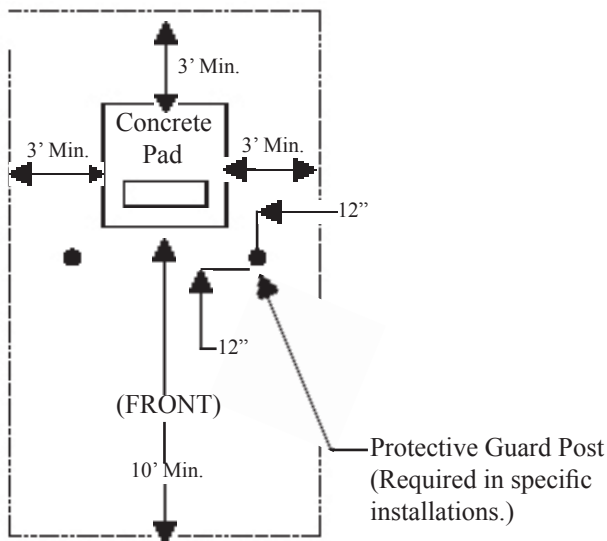 3’ Min.
Concrete
Pad
3’ Min.
3’ Min.
12”
12”
(FRONT)
10’ Min.
Protective Guard Post
(Required in specific
installations.)